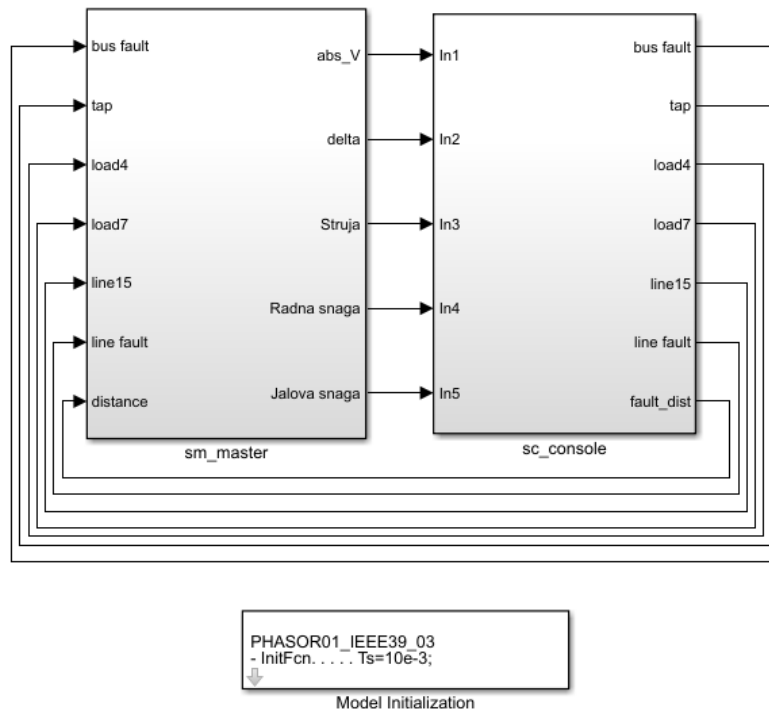 bus fault
tap
load4
load7
line15
line fault
distance
abs_V
delta
Struja
Radna snaga
Jalova snaga
sm_master
In1
In2
In3
In4
In5
bus fault
tap
load4
load7
line15
line fault
fault_dist
sc_console
PHASOR01_IEEE39_03
- InitFcn. . . . . Ts=10e-3;
Model Initialization